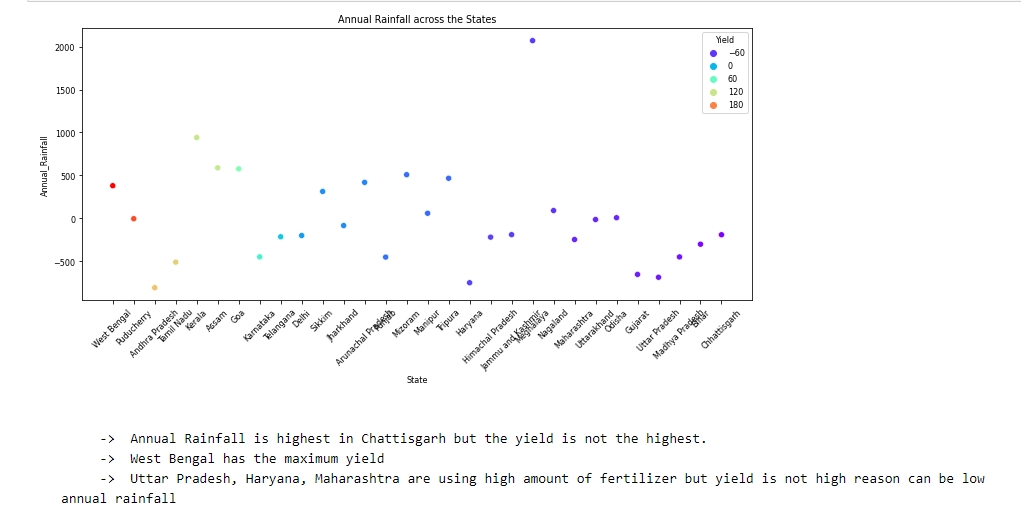 Annual Rainfall across the States
Yield
−60
0
60
120
180
2000
1500
1000
500
0
−500
Annual_Rainfall
West Bengal
Puducherry
Andhra Pradesh
Tamil Nadu
Kerala
Assam
Goa
Karnataka
Telangana
Delhi
Sikkim
Jharkhand
Arunachal Pradesh
Punjab
Mizoram
Manipur
Tripura
Haryana
Himachal Pradesh
Jammu and Kashmir
Meghalaya
Nagaland
Maharashtra
Uttarakhand
Odisha
Gujarat
Uttar Pradesh
Madhya Pradesh
Bihar
Chhattisgarh
State
-> Annual Rainfall is highest in Chattisgarh but the yield is not the highest.
-> West Bengal has the maximum yield
-> Uttar Pradesh, Haryana, Maharashtra are using high amount of fertilizer but yield is not high reason can be low
annual rainfall